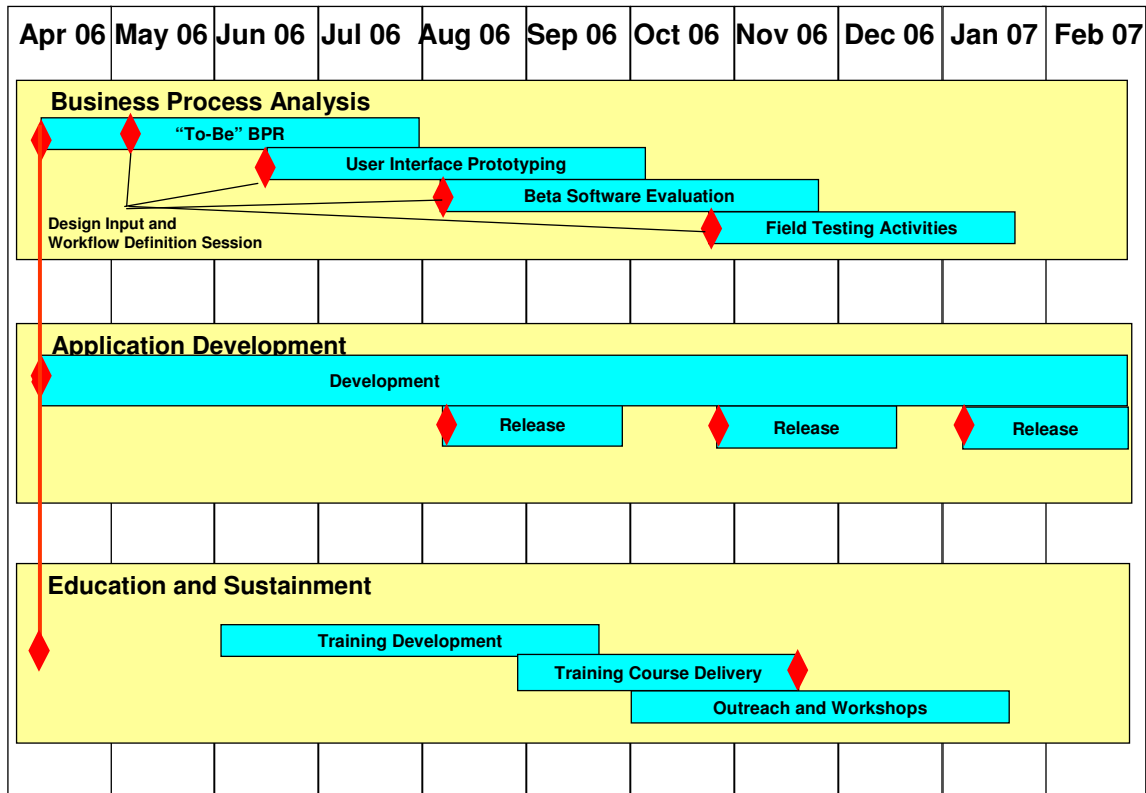 Apr 06 May 06 Jun 06 Jul 06 Aug 06 Sep 06 Oct 06 Nov 06 Dec 06 Jan 07 Feb 07
Business Process Analysis
“To-Be” BPR
User Interface Prototyping
Beta Software Evaluation
Design Input and
Workflow Definition Session
Field Testing Activities
Application Development
Development
Release Release Release
Education and Sustainment
Training Development
Training Course Delivery
Outreach and Workshops